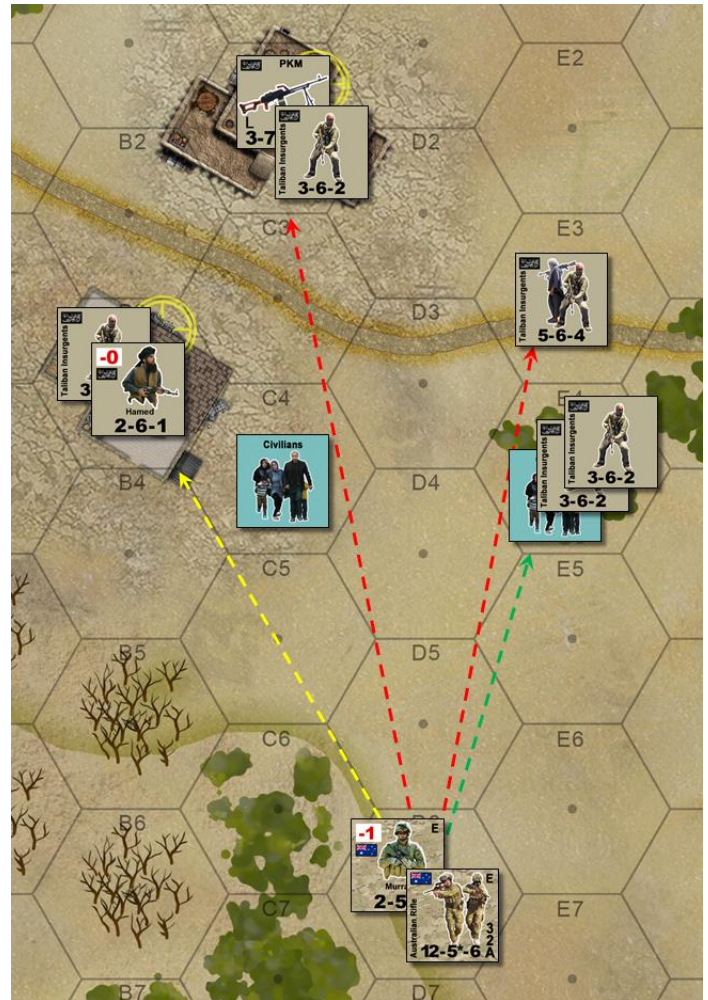 E2
PKM
L
3-7
Taliban Insurgents
3-6-2
B2
D2
C3
E3
Taliban Insurgents
5-6-4
D3
Taliban Insurgents
3
-0
Hamed
2-6-1
C4
Civilians
Taliban Insurgents
3-6-2
Taliban Insurgents
3-6-2
B4
D4
C5
E5
B5
D5
C6
E6
B6
-1
E
2-5
Australian Rifle
E
3
2
A
12-5*-6
C7
E7
B7
D7